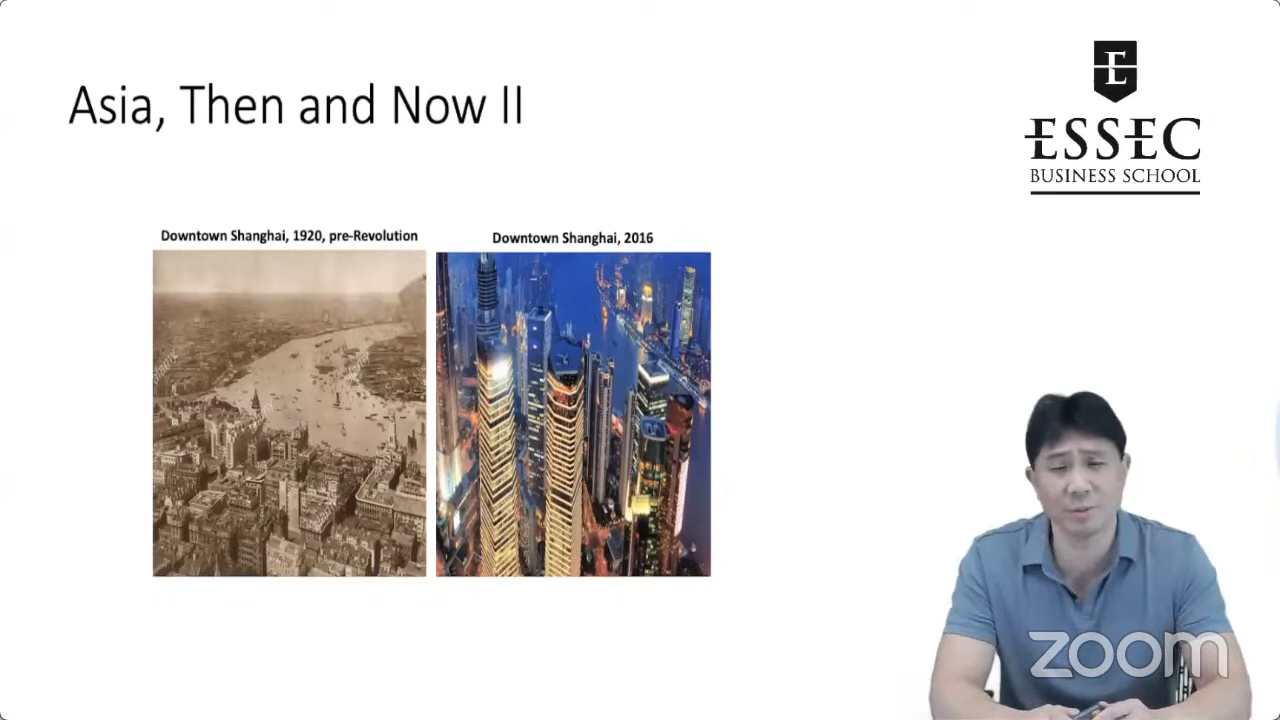 Asia, Then and Now II
E
ESSEC
BUSINESS SCHOOL
Downtown Shanghai, 1920, pre-Revolution
Downtown Shanghai, 2016
zoom